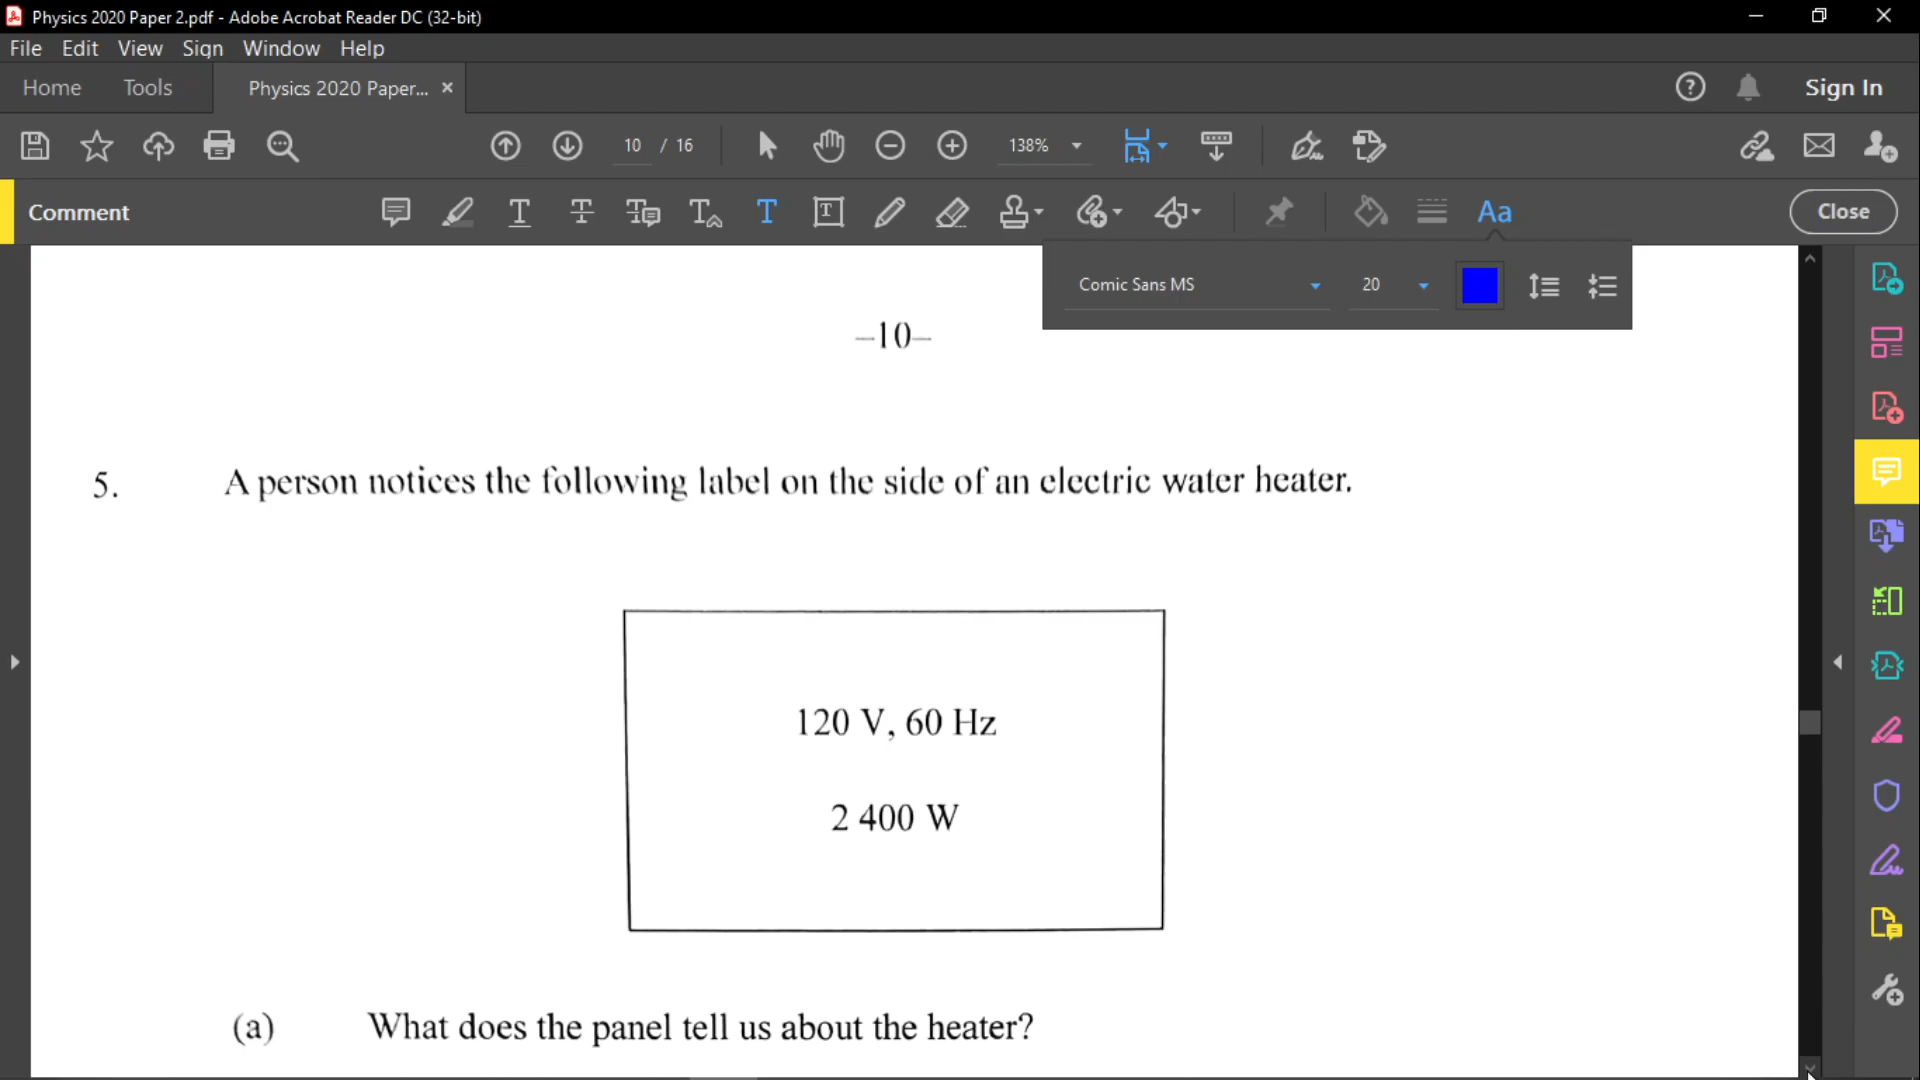 Physics 2020 Paper 2.pdf - Adobe Acrobat Reader DC (32-bit)
File Edit View Sign Window Help
Home Tools Physics 2020 Paper... × Sign In
10 / 16 138%
Comment Aa Close
Comic Sans MS 20
–10–
5. A person notices the following label on the side of an electric water heater.
120 V, 60 Hz
2 400 W
(a) What does the panel tell us about the heater?